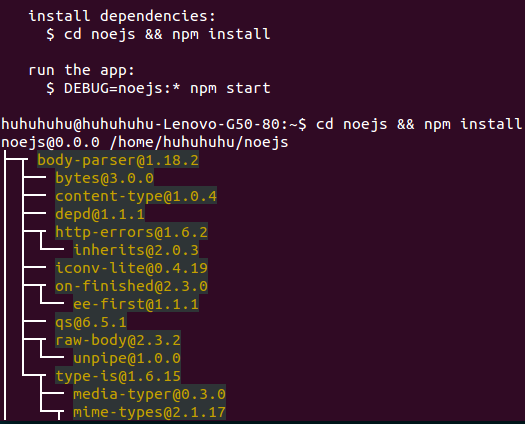 install dependencies:
$ cd noejs && npm install
run the app:
$ DEBUG=noejs:* npm start
huhuhuhu@huhuhuhu-Lenovo-G50-80:~$ cd noejs && npm install
noejs@0.0.0 /home/huhuhuhu/noejs
body-parser@1.18.2
bytes@3.0.0
content-type@1.0.4
depd@1.1.1
http-errors@1.6.2
inherits@2.0.3
iconv-lite@0.4.19
on-finished@2.3.0
ee-first@1.1.1
qs@6.5.1
raw-body@2.3.2
unpipe@1.0.0
type-is@1.6.15
media-typer@0.3.0
mime-types@2.1.17